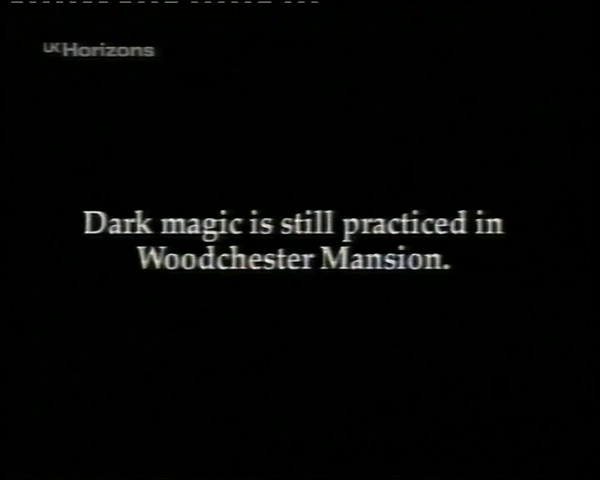 UK Horizons
Dark magic is still practiced in
Woodchester Mansion.